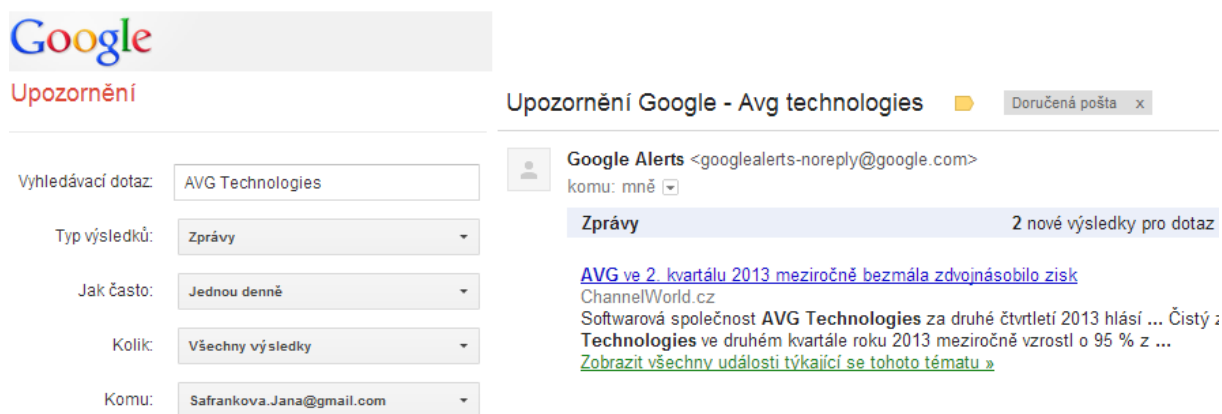 Google
Upozornění
Vyhledávací dotaz: AVG Technologies
Typ výsledků: Zprávy
Jak často: Jednou denně
Kolik: Všechny výsledky
Komu: Safrankova.Jana@gmail.com
Upozornění Google - Avg technologies Doručená pošta x
Google Alerts <googlealerts-noreply@google.com>
komu: mně
Zprávy 2 nové výsledky pro dotaz
AVG ve 2. kvartálu 2013 meziročně bezmála zdvojnásobilo zisk
ChannelWorld.cz
Softwarová společnost AVG Technologies za druhé čtvrtletí 2013 hlásí ... Čistý
Technologies ve druhém kvartále roku 2013 meziročně vzrostl o 95 % z ...
Zobrazit všechny události týkající se tohoto tématu »